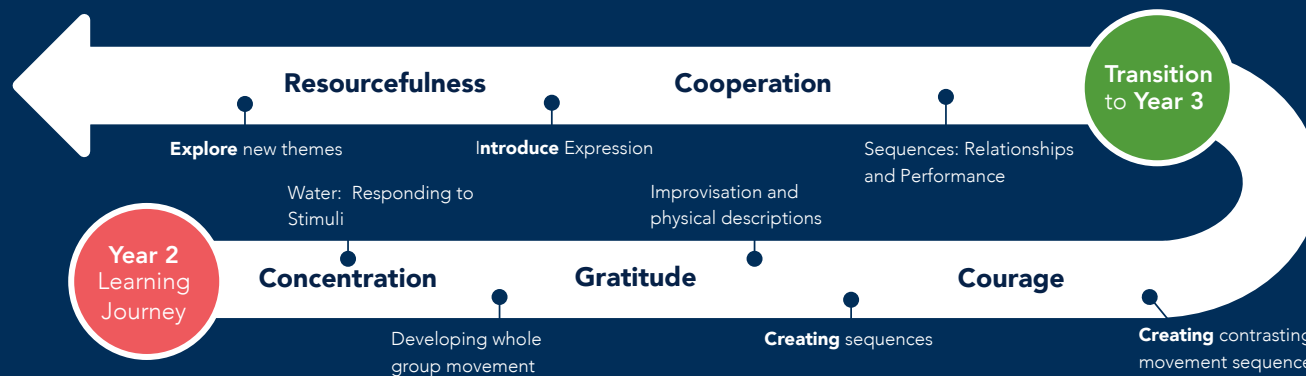 Resourcefulness
Cooperation
Transition
to Year 3
Explore new themes
Introduce Expression
Sequences: Relationships
and Performance
Water: Responding to
Stimuli
Improvisation and
physical descriptions
Year 2
Learning
Journey
Concentration
Gratitude
Courage
Developing whole
group movement
Creating sequences
Creating contrasting
movement sequence